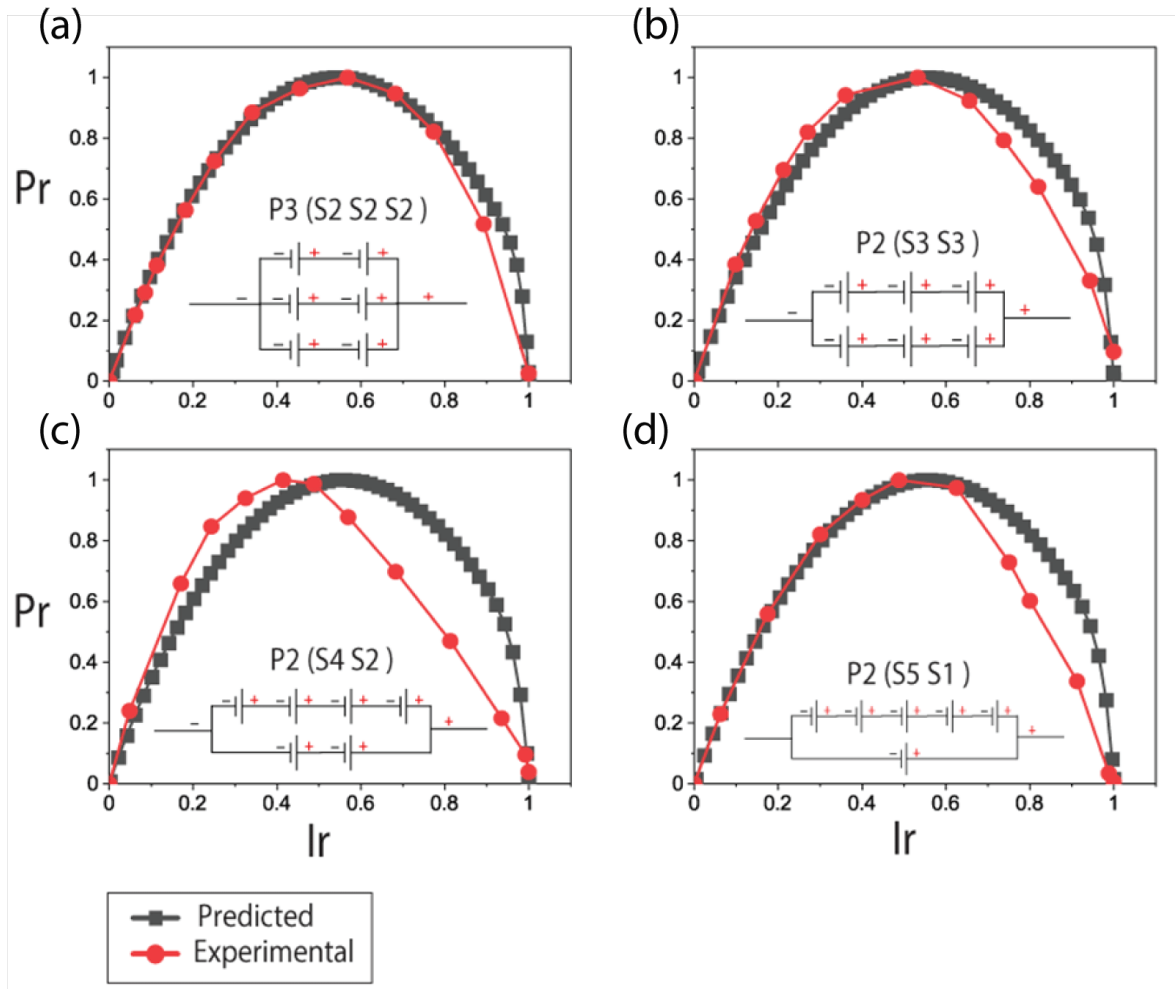 (a)
Pr
1
0.8
0.6
0.4
0.2
0
P3 (S2 S2 S2 )
− + − +
− − + − + +
− + − +
0 0.2 0.4 0.6 0.8 1
(b)
1
0.8
0.6
0.4
0.2
0
P2 (S3 S3 )
− + − + − +
− +
− + − + − +
0 0.2 0.4 0.6 0.8 1
(c)
Pr
1
0.8
0.6
0.4
0.2
0
P2 (S4 S2 )
− + − + − + − +
− +
− + − +
0 0.2 0.4 0.6 0.8 1
Ir
(d)
1
0.8
0.6
0.4
0.2
0
P2 (S5 S1 )
− + − + − + − + − +
+
− +
0 0.2 0.4 0.6 0.8 1
Ir
Predicted
Experimental